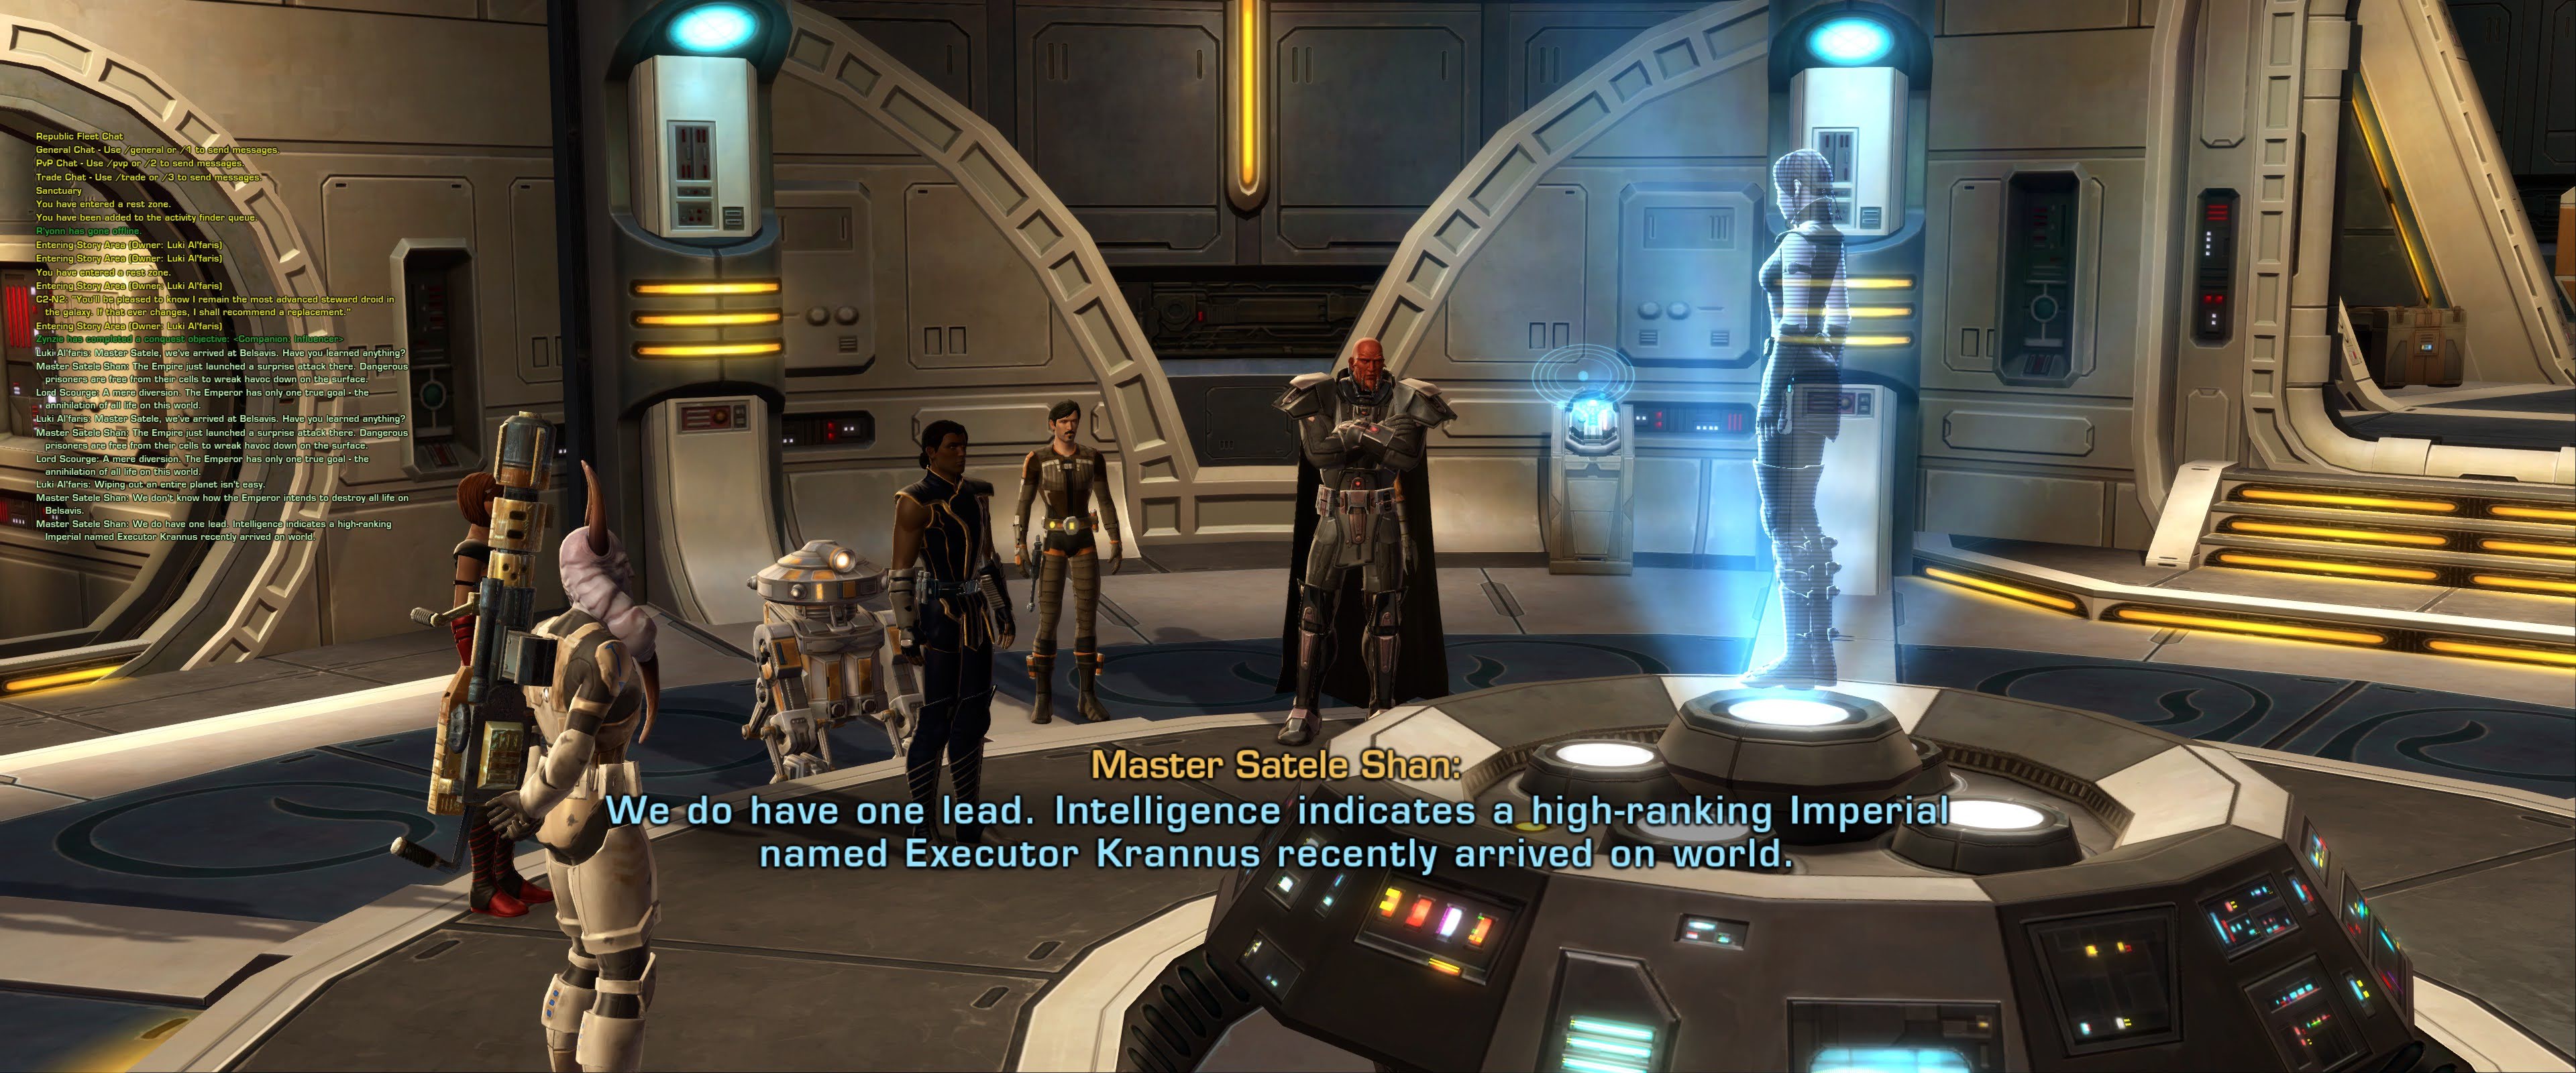 Republic Fleet Chat
General Chat - Use /general or /1 to send messages.
PvP Chat - Use /pvp or /2 to send messages.
Trade Chat - Use /trade or /3 to send messages.
Sanctuary
You have entered a rest zone.
You have been added to the activity finder queue.
R'yonn has gone offline.
Entering Story Area (Owner: Luki Al'faris)
Entering Story Area (Owner: Luki Al'faris)
You have entered a rest zone.
Entering Story Area (Owner: Luki Al'faris)
C2-N2: "You'll be pleased to know I remain the most advanced steward droid in
the galaxy. If that ever changes, I shall recommend a replacement."
Entering Story Area (Owner: Luki Al'faris)
Zynzie has completed a conquest objective: <Companion: Influencer>
Luki Al'faris: Master Satele, we've arrived at Belsavis. Have you learned anything?
Master Satele Shan: The Empire just launched a surprise attack there. Dangerous
prisoners are free from their cells to wreak havoc down on the surface.
Lord Scourge: A mere diversion. The Emperor has only one true goal - the
annihilation of all life on this world.
Luki Al'faris: Master Satele, we've arrived at Belsavis. Have you learned anything?
Master Satele Shan: The Empire just launched a surprise attack there. Dangerous
prisoners are free from their cells to wreak havoc down on the surface.
Lord Scourge: A mere diversion. The Emperor has only one true goal - the
annihilation of all life on this world.
Luki Al'faris: Wiping out an entire planet isn't easy.
Master Satele Shan: We don't know how the Emperor intends to destroy all life on
Belsavis.
Master Satele Shan: We do have one lead. Intelligence indicates a high-ranking
Imperial named Executor Krannus recently arrived on world.
Master Satele Shan:
We do have one lead. Intelligence indicates a high-ranking Imperial
named Executor Krannus recently arrived on world.